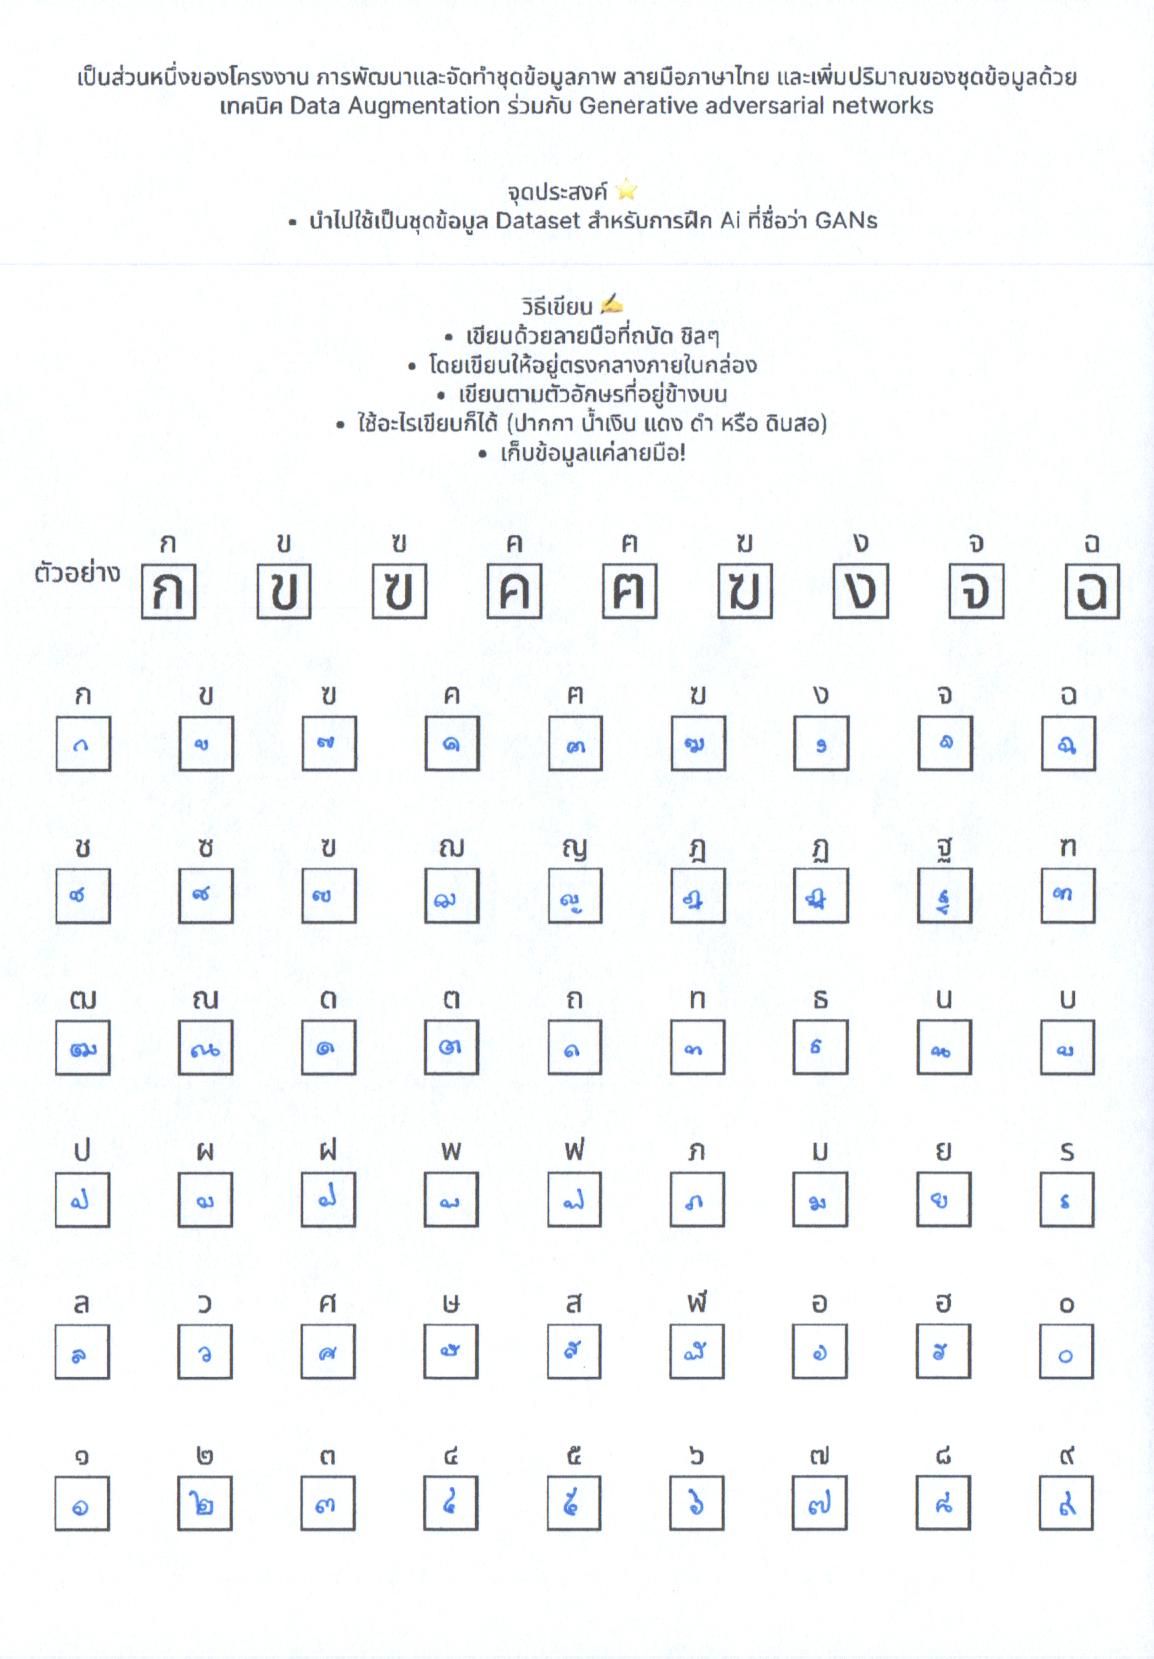 เป็นส่วนหนึ่งของโครงงาน การพัฒนาและจัดทำชุดข้อมูลภาพ ลายมือภาษาไทย และเพิ่มปริมาณของชุดข้อมูลด้วย
เทคนิค Data Augmentation ร่วมกับ Generative adversarial networks
จุดประสงค์ ⭐
• นำไปใช้เป็นชุดข้อมูล Dataset สำหรับการฝึก Ai ที่ชื่อว่า GANs
วิธีเขียน ✍️
• เขียนด้วยลายมือที่ถนัด ชิลๆ
• โดยเขียนให้อยู่ตรงกลางภายในกล่อง
• เขียนตามตัวอักษรที่อยู่ข้างบน
• ใช้อะไรเขียนก็ได้ (ปากกา น้ำเงิน แดง ดำ หรือ ดินสอ)
• เก็บข้อมูลแค่ลายมือ!
ก ข ฃ ค ฅ ฆ ง จ ฉ
ตัวอย่าง ก ข ฃ ค ฅ ฆ ง จ ฉ
ก ข ฃ ค ฅ ฆ ง จ ฉ
ก ข ฃ ค ฅ ฆ ง จ ฉ
ช ซ ฃ ฌ ญ ฎ ฏ ฐ ฑ
ช ซ ฃ ฌ ญ ฎ ฏ ฐ ฑ
ฒ ณ ด ต ถ ท ธ น บ
ฒ ณ ด ต ถ ท ธ น บ
ป ผ ฝ พ ฟ ภ ม ย ร
ป ผ ฝ พ ฟ ภ ม ย ร
ล ว ศ ษ ส ฬ อ ฮ ๐
ล ว ศ ษ ส ฬ อ ฮ ๐
๑ ๒ ๓ ๔ ๕ ๖ ๗ ๘ ๙
๑ ๒ ๓ ๔ ๕ ๖ ๗ ๘ ๙